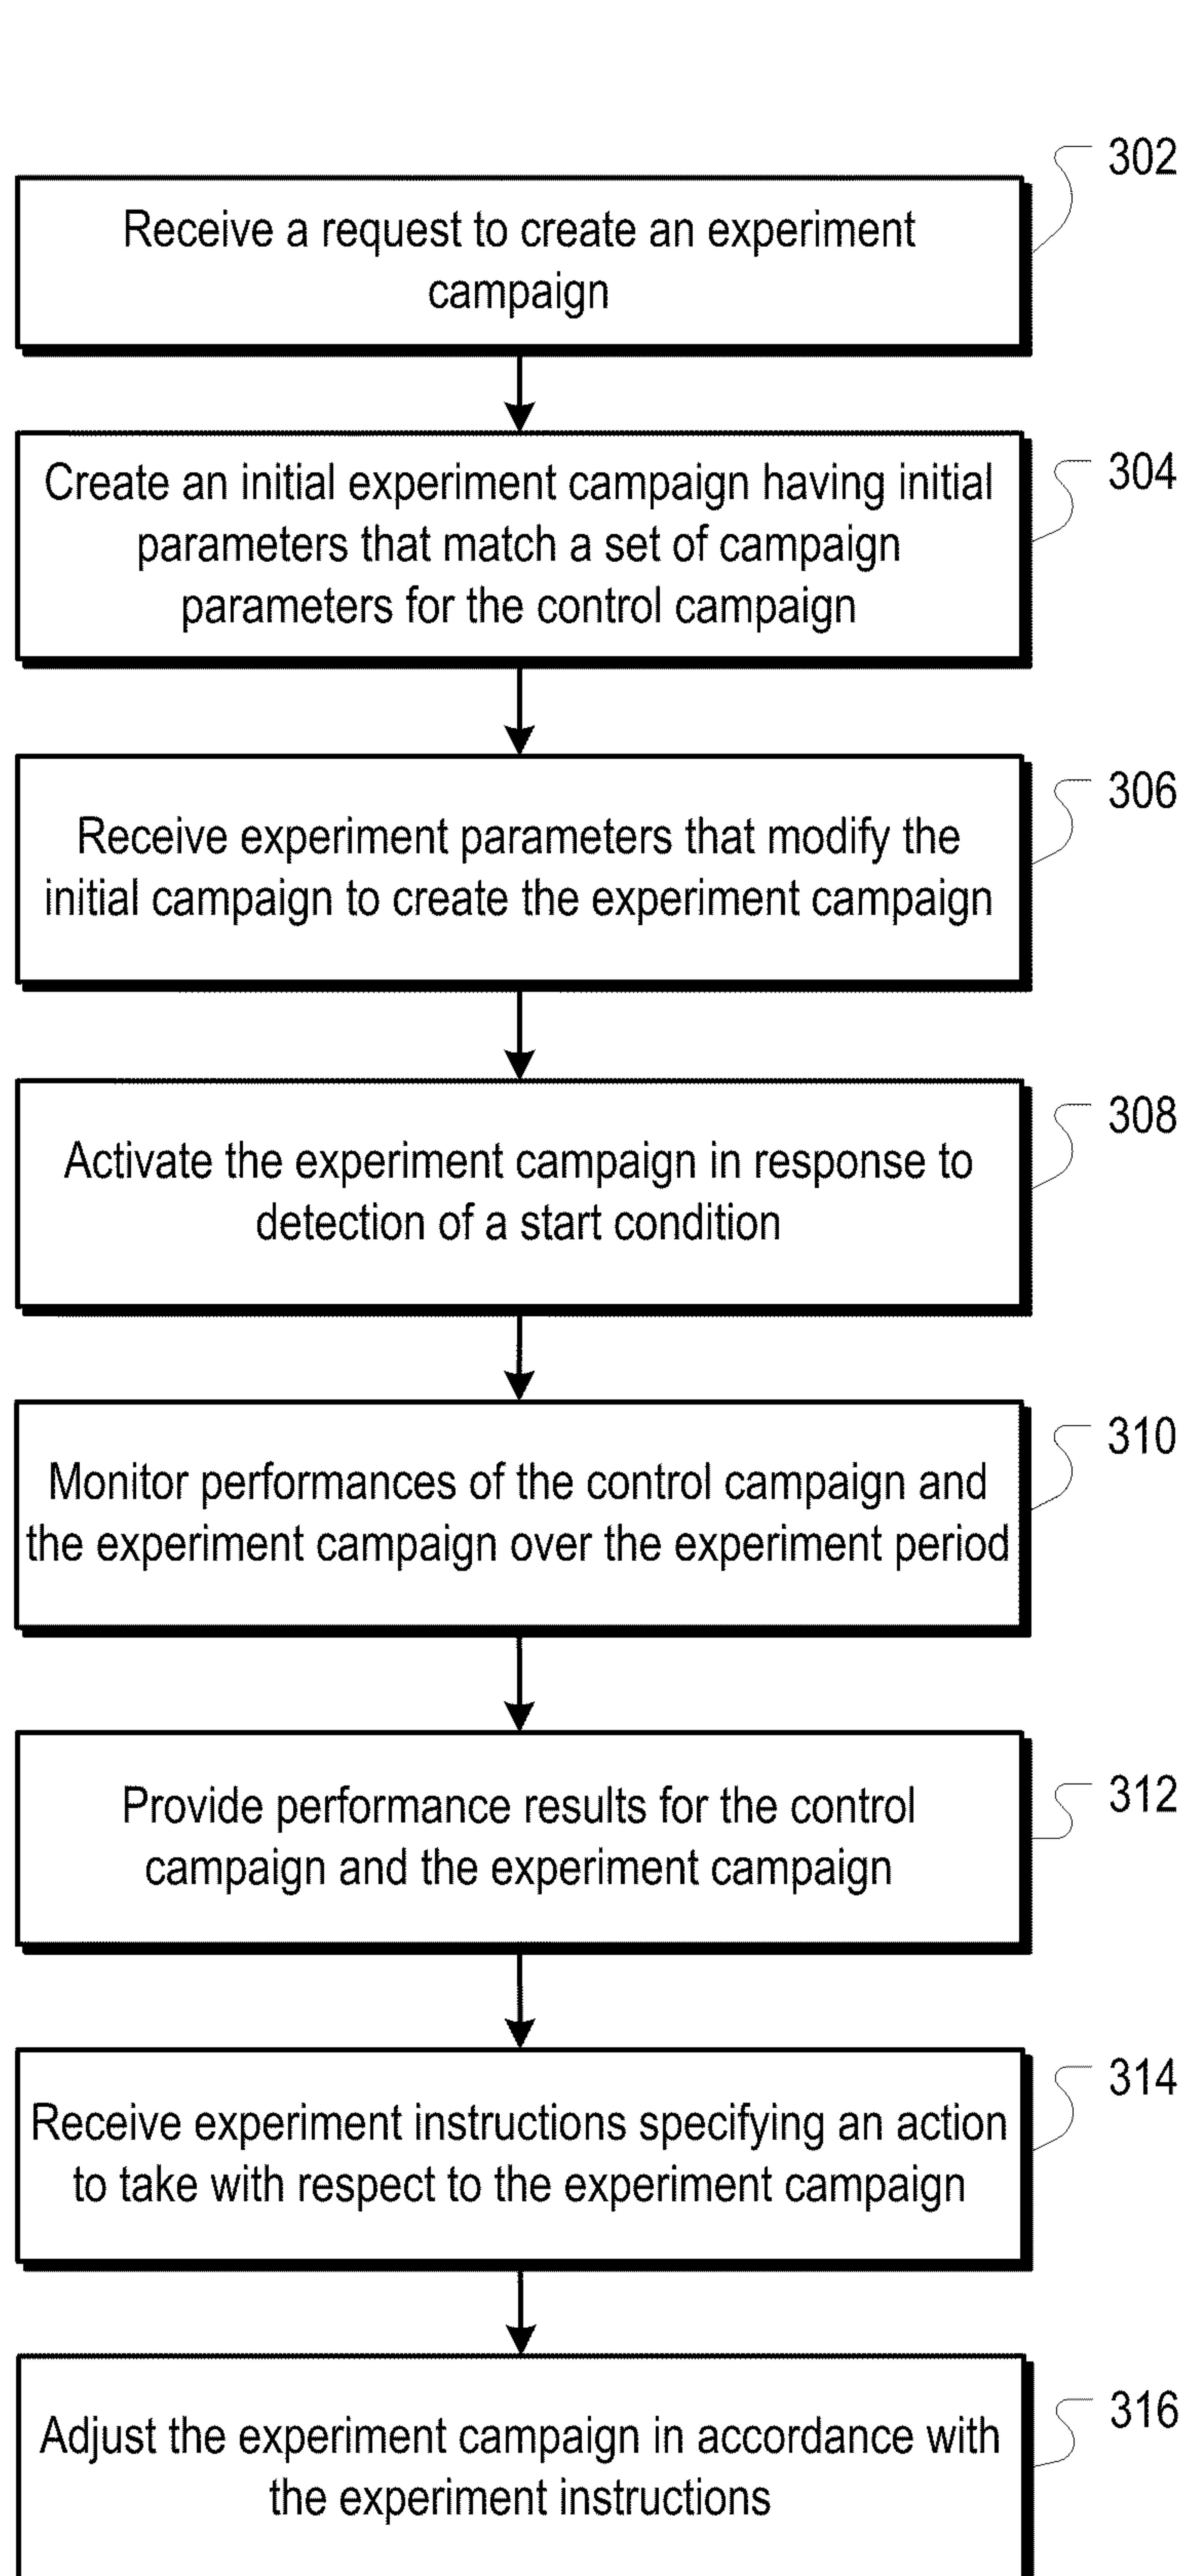 302
Receive a request to create an experiment
campaign
304
Create an initial experiment campaign having initial
parameters that match a set of campaign
parameters for the control campaign
306
Receive experiment parameters that modify the
initial campaign to create the experiment campaign
308
Activate the experiment campaign in response to
detection of a start condition
310
Monitor performances of the control campaign and
the experiment campaign over the experiment period
312
Provide performance results for the control
campaign and the experiment campaign
314
Receive experiment instructions specifying an action
to take with respect to the experiment campaign
316
Adjust the experiment campaign in accordance with
the experiment instructions